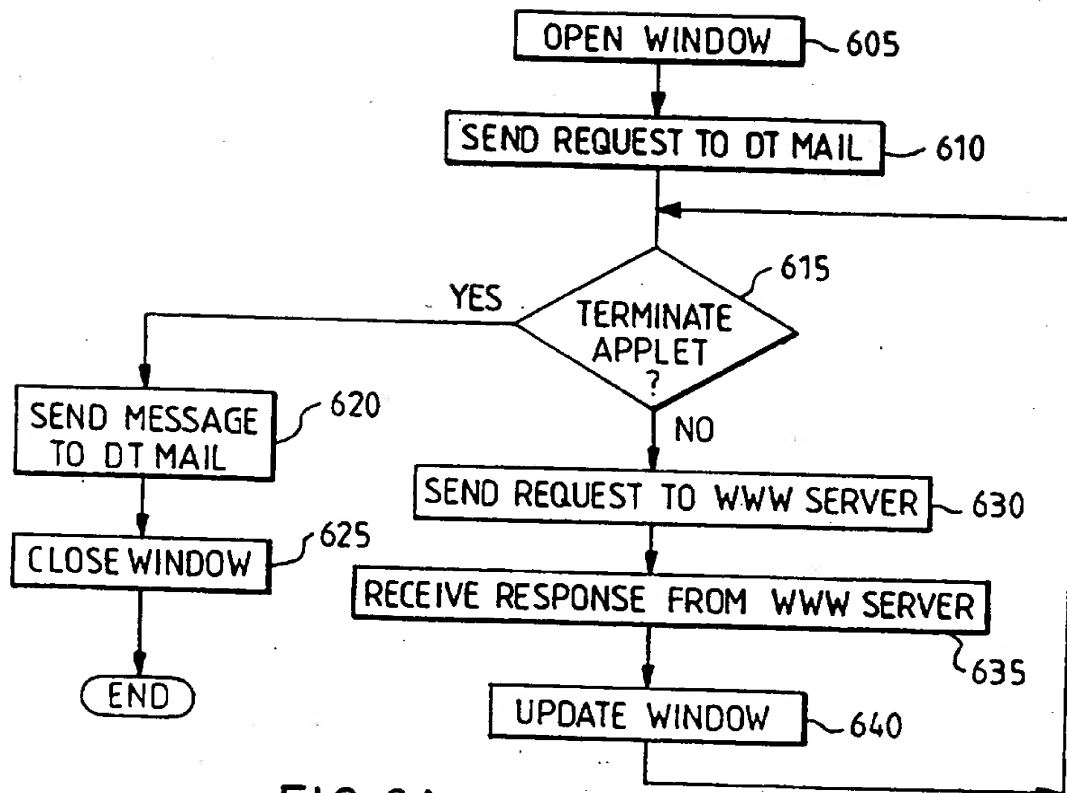 OPEN WINDOW
605
SEND REQUEST TO DT MAIL
610
615
YES
TERMINATE
APPLET
?
NO
SEND MESSAGE
TO DT MAIL
620
SEND REQUEST TO WWW SERVER
630
CLOSE WINDOW
625
RECEIVE RESPONSE FROM WWW SERVER
635
END
UPDATE WINDOW
640